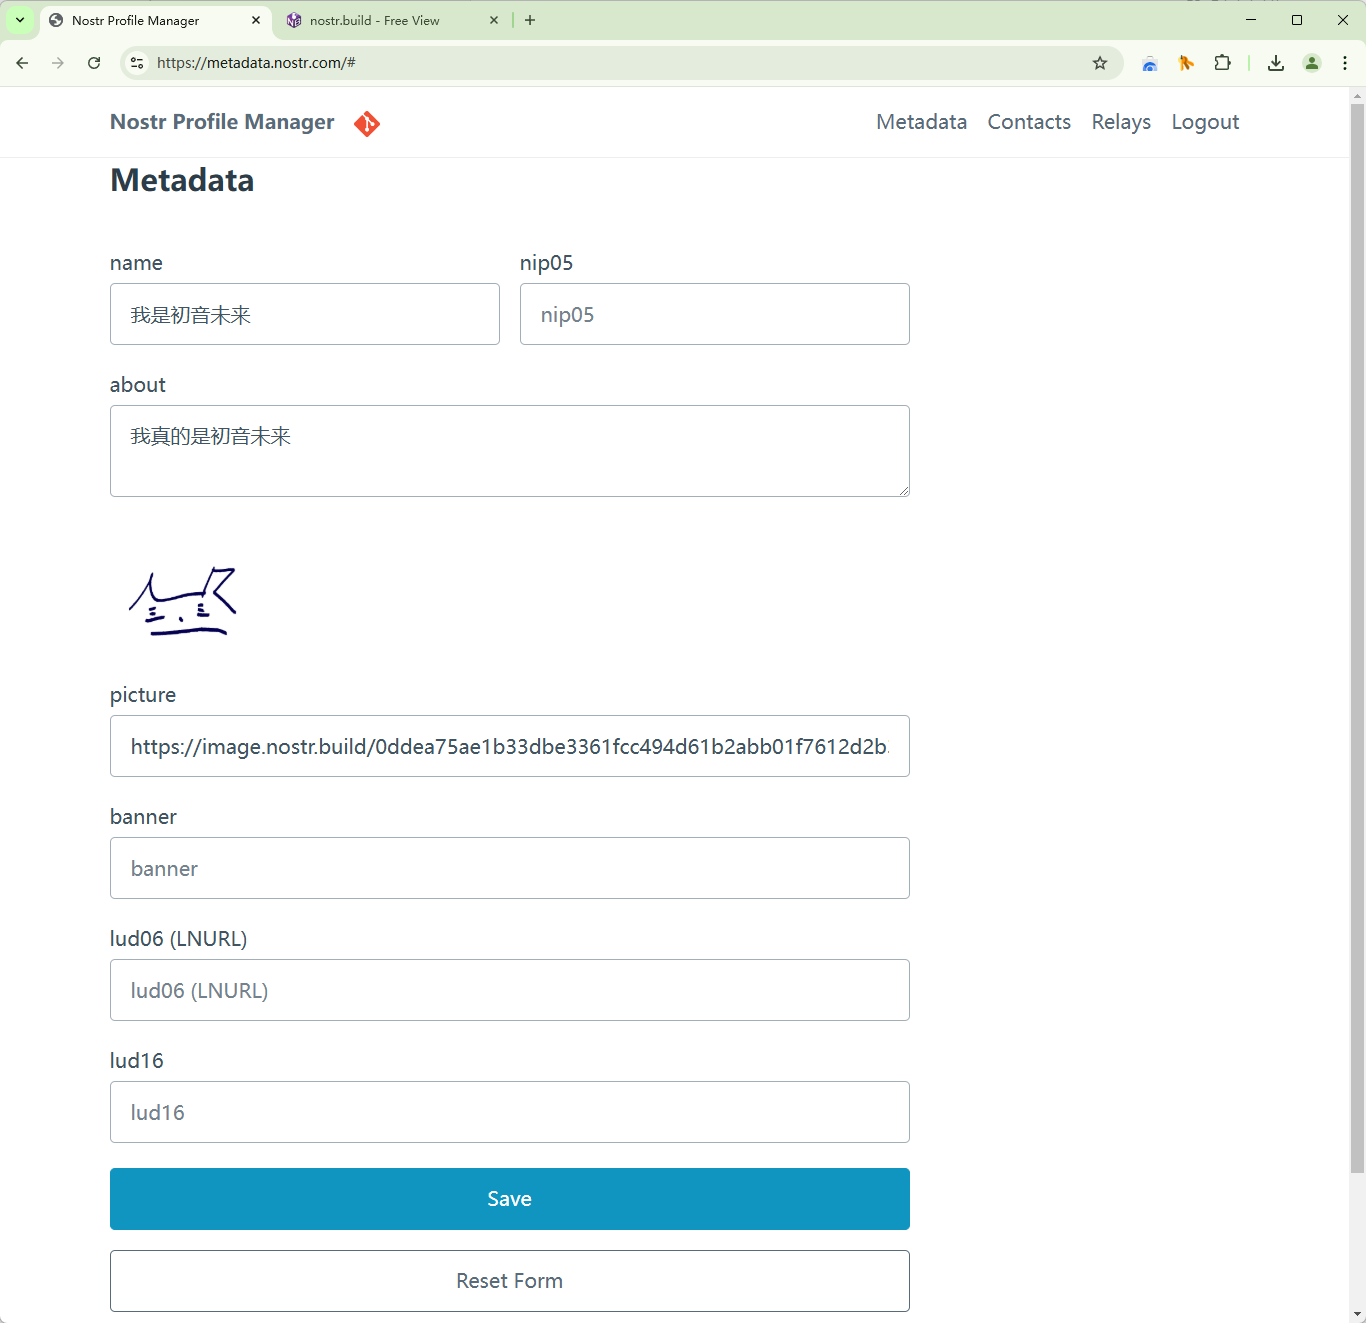 Nostr Profile Manager
nostr.build - Free View
https://metadata.nostr.com/#
Nostr Profile Manager
Metadata
Contacts
Relays
Logout
Metadata
name
nip05
我是初音未来
nip05
about
我真的是初音未来
picture
https://image.nostr.build/0ddea75ae1b33dbe3361fcc494d61b2abb01f7612d2b
banner
banner
lud06 (LNURL)
lud06 (LNURL)
lud16
lud16
Save
Reset Form